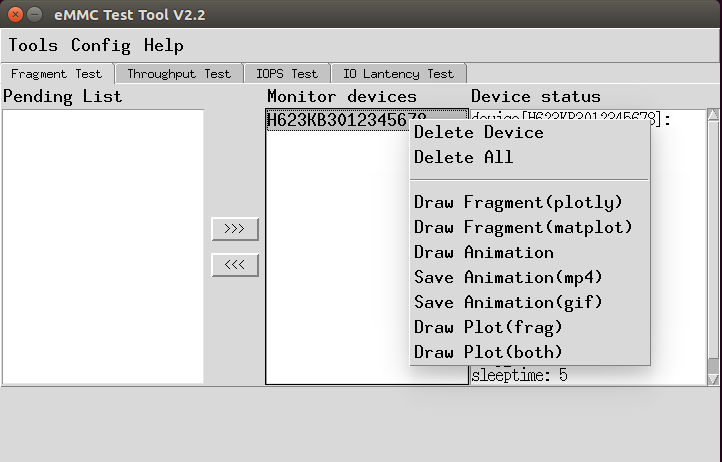 eMMC Test Tool V2.2
Tools Config Help
Fragment Test Throughput Test IOPS Test IO Lantency Test
Pending List Monitor devices Device status
H623KB3012345678 device[H623KB3012345678]:
Delete Device
Delete All
Draw Fragment(plotly)
>>> Draw Fragment(matplot)
Draw Animation
<<< Save Animation(mp4)
Save Animation(gif)
Draw Plot(frag)
Draw Plot(both)
sleeptime: 5